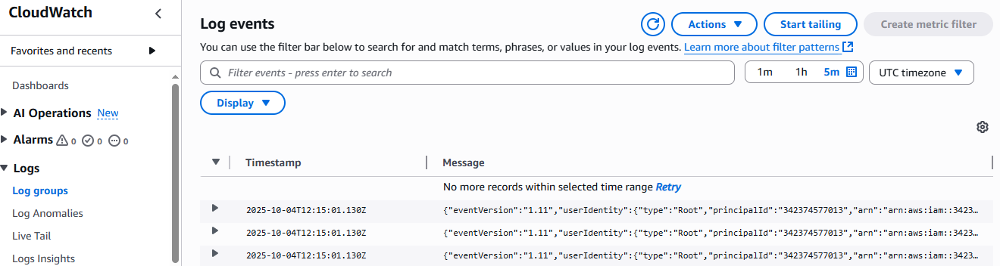 CloudWatch
Favorites and recents
Dashboards
AI Operations New
Alarms 0 0 0
Logs
Log groups
Log Anomalies
Live Tail
Logs Insights
Log events
Actions
Start tailing
Create metric filter
You can use the filter bar below to search for and match terms, phrases, or values in your log events. Learn more about filter patterns
Filter events - press enter to search
1m 1h 5m
UTC timezone
Display
Timestamp Message
No more records within selected time range Retry
2025-10-04T12:15:01.130Z {"eventVersion":"1.11","userIdentity":{"type":"Root","principalId":"342374577013","arn":"arn:aws:iam::3423…
2025-10-04T12:15:01.130Z {"eventVersion":"1.11","userIdentity":{"type":"Root","principalId":"342374577013","arn":"arn:aws:iam::3423…
2025-10-04T12:15:01.130Z {"eventVersion":"1.11","userIdentity":{"type":"Root","principalId":"342374577013","arn":"arn:aws:iam::3423…